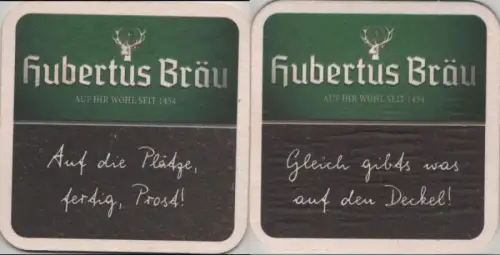 Hubertus Bräu
AUF IHR WOHL SEIT 1454
Auf die Plätze,
fertig, Prost!
Hubertus Bräu
AUF IHR WOHL SEIT 1454
Gleich gibts was
auf den Deckel!